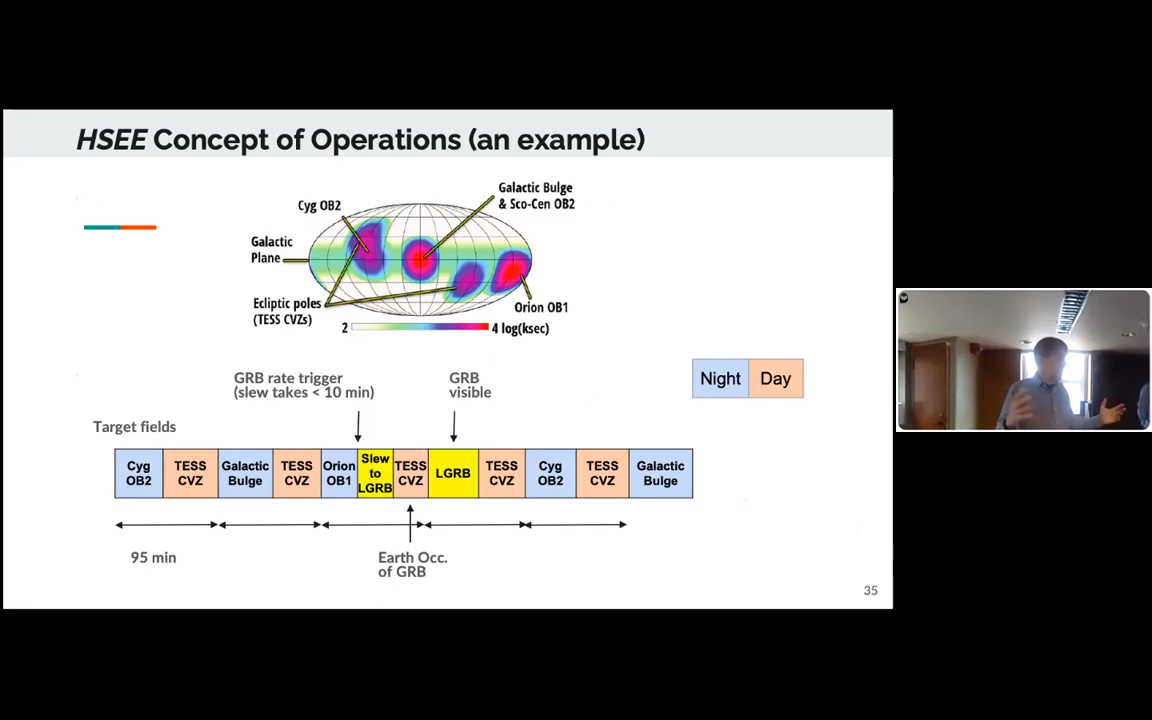 HSEE Concept of Operations (an example)
Galactic Bulge
& Sco-Cen OB2
Cyg OB2
Galactic
Plane
Ecliptic poles
(TESS CVZs)
Orion OB1
2
4 log(ksec)
GRB rate trigger
(slew takes < 10 min)
GRB
visible
Night
Day
Target fields
Cyg
OB2
TESS
CVZ
Galactic
Bulge
TESS
CVZ
Orion
OB1
Slew
to
LGRB
TESS
CVZ
LGRB
TESS
CVZ
Cyg
OB2
TESS
CVZ
Galactic
Bulge
95 min
Earth Occ.
of GRB
35